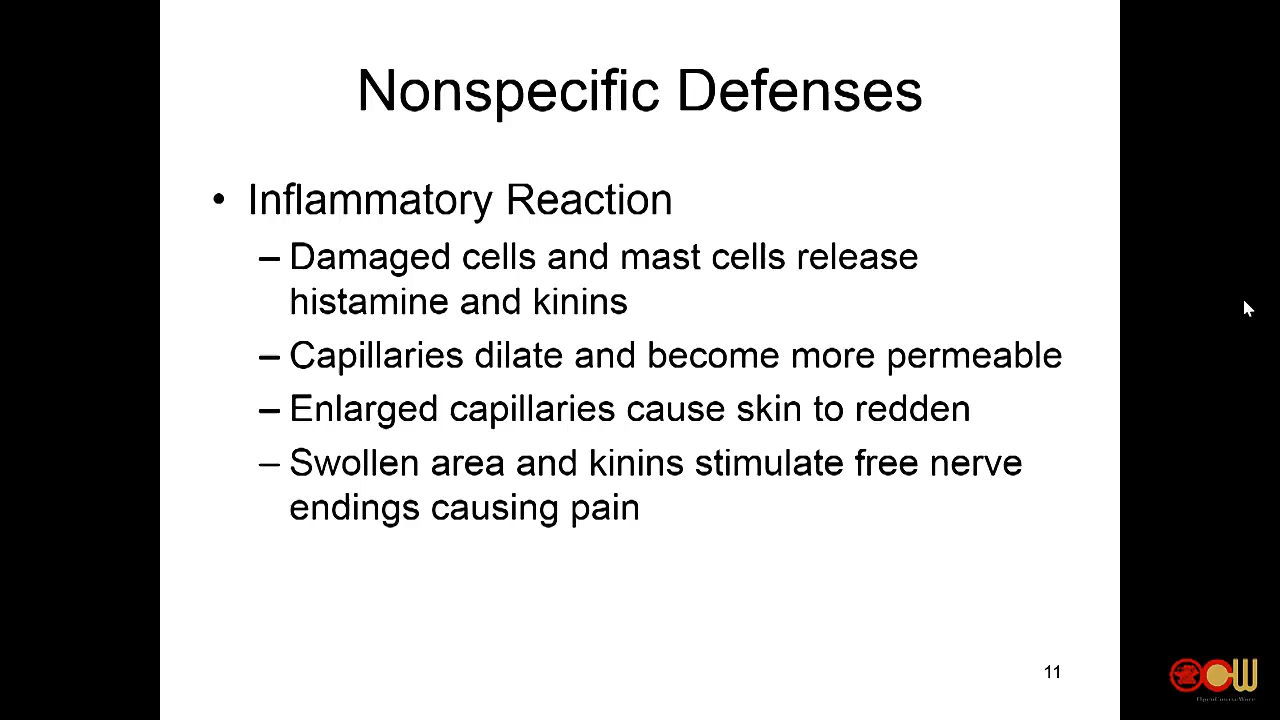 Nonspecific Defenses
• Inflammatory Reaction
– Damaged cells and mast cells release
histamine and kinins
– Capillaries dilate and become more permeable
– Enlarged capillaries cause skin to redden
– Swollen area and kinins stimulate free nerve
endings causing pain
11
OpenCourseWare